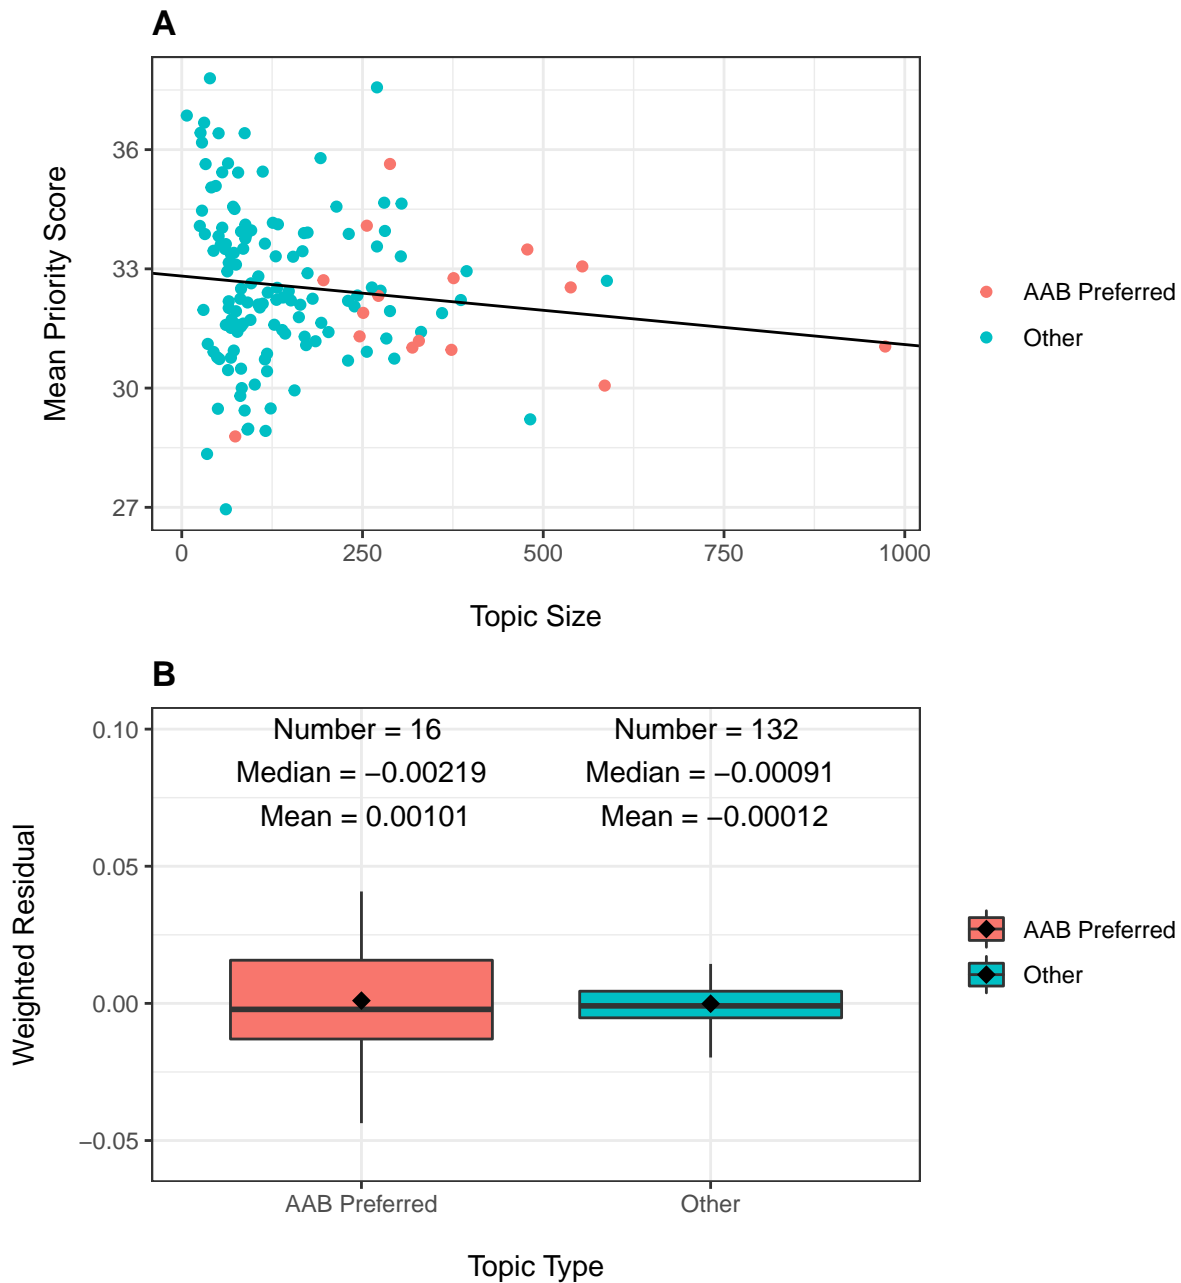 A
Mean Priority Score
36
33
30
27
0 250 500 750 1000
Topic Size
AAB Preferred
Other
B
Weighted Residual
0.10
0.05
0.00
−0.05
Number = 16
Median = −0.00219
Mean = 0.00101
Number = 132
Median = −0.00091
Mean = −0.00012
AAB Preferred Other
Topic Type
AAB Preferred
Other